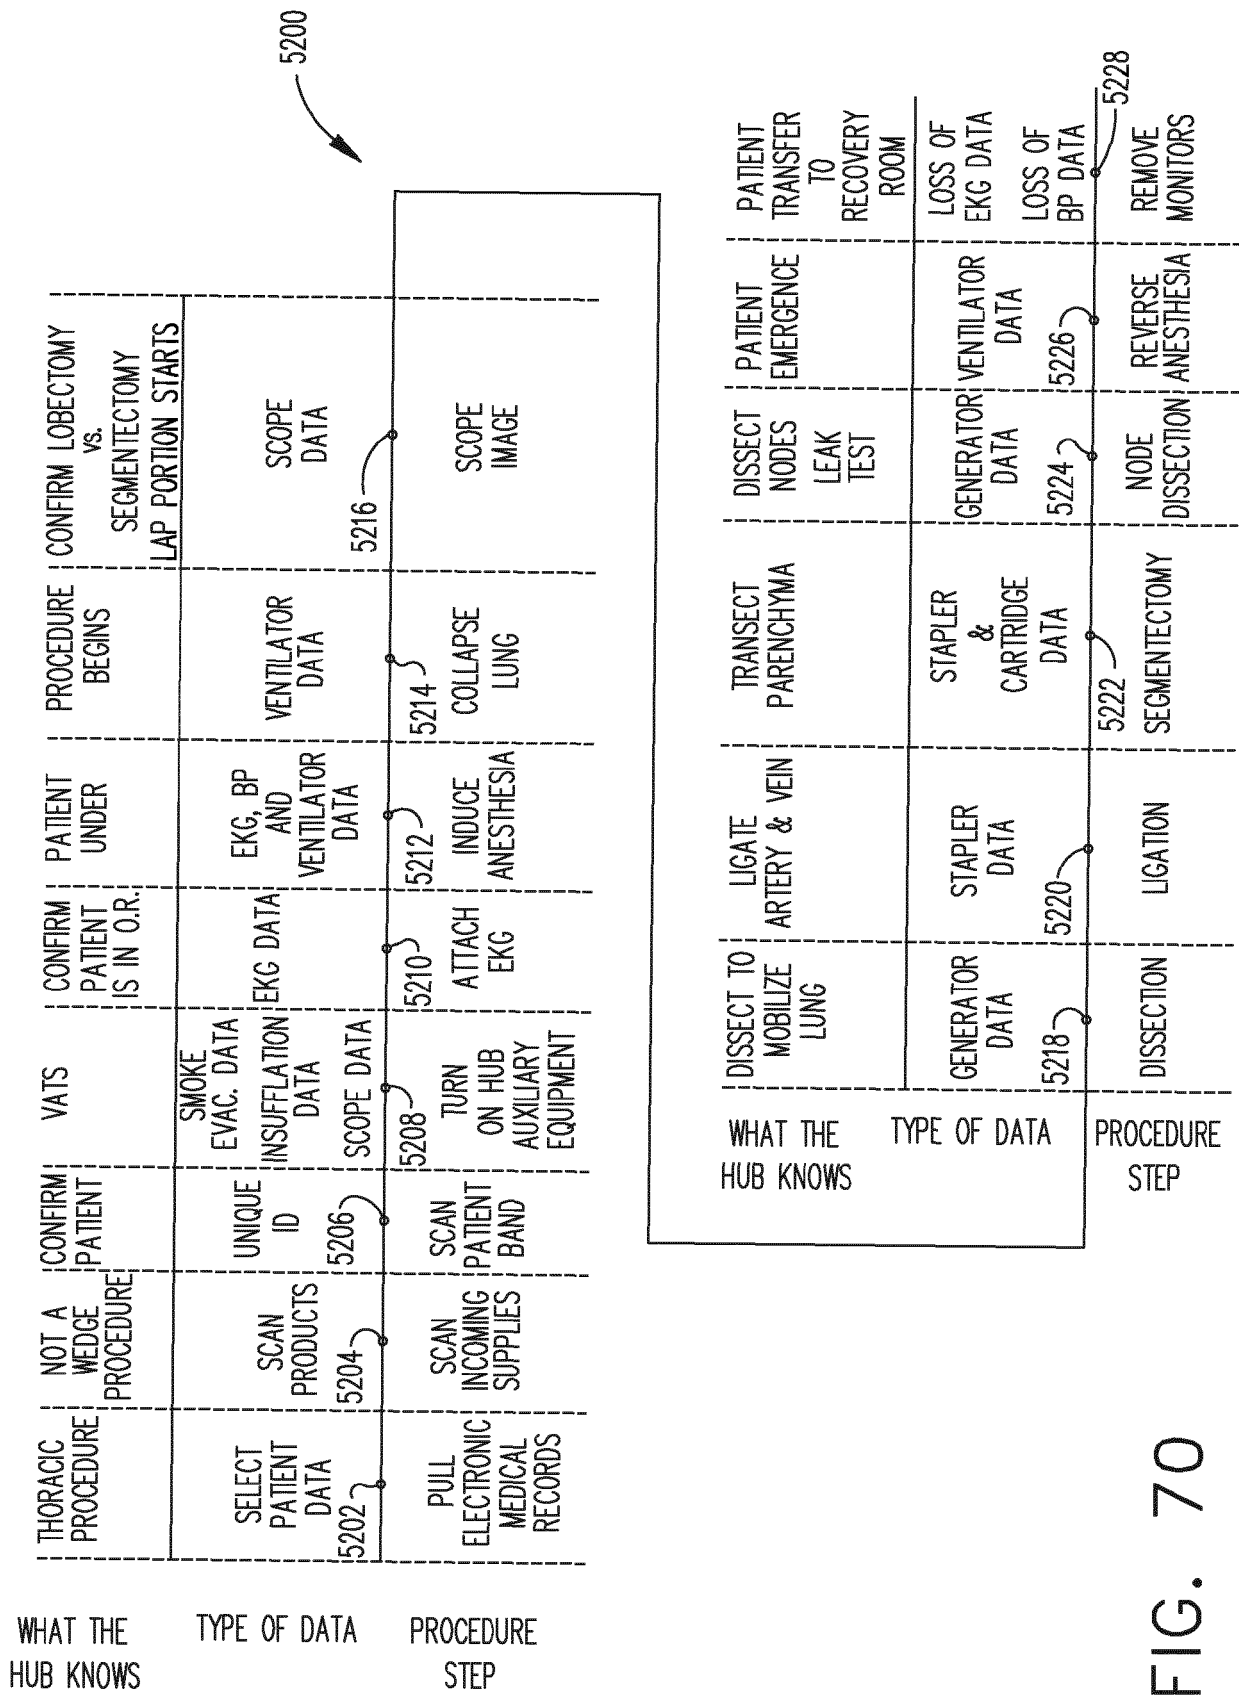 5200
WHAT THE
HUB KNOWS
THORACIC
PROCEDURE
NOT A
WEDGE
PROCEDURE
CONFIRM
PATIENT
VATS
CONFIRM
PATIENT
IS IN O.R.
PATIENT
UNDER
PROCEDURE
BEGINS
CONFIRM LOBECTOMY
vs.
SEGMENTECTOMY
LAP PORTION STARTS
TYPE OF DATA
SELECT
PATIENT
DATA
SCAN
PRODUCTS
UNIQUE
ID
SMOKE
EVAC. DATA
INSUFFLATION
DATA
SCOPE DATA
EKG DATA
EKG, BP
AND
VENTILATOR
DATA
VENTILATOR
DATA
SCOPE
DATA
5202
5204
5206
5208
5210
5212
5214
5216
PROCEDURE
STEP
PULL
ELECTRONIC
MEDICAL
RECORDS
SCAN
INCOMING
SUPPLIES
SCAN
PATIENT
BAND
TURN
ON HUB
AUXILIARY
EQUIPMENT
ATTACH
EKG
INDUCE
ANESTHESIA
COLLAPSE
LUNG
SCOPE
IMAGE
WHAT THE
HUB KNOWS
DISSECT TO
MOBILIZE
LUNG
LIGATE
ARTERY & VEIN
TRANSECT
PARENCHYMA
DISSECT
NODES
LEAK
TEST
PATIENT
EMERGENCE
PATIENT
TRANSFER
TO
RECOVERY
ROOM
TYPE OF DATA
GENERATOR
DATA
STAPLER
DATA
STAPLER
&
CARTRIDGE
DATA
GENERATOR
DATA
VENTILATOR
DATA
LOSS OF
EKG DATA
LOSS OF
BP DATA
5218
5220
5222
5224
5226
5228
PROCEDURE
STEP
DISSECTION
LIGATION
SEGMENTECTOMY
NODE
DISSECTION
REVERSE
ANESTHESIA
REMOVE
MONITORS
FIG. 70